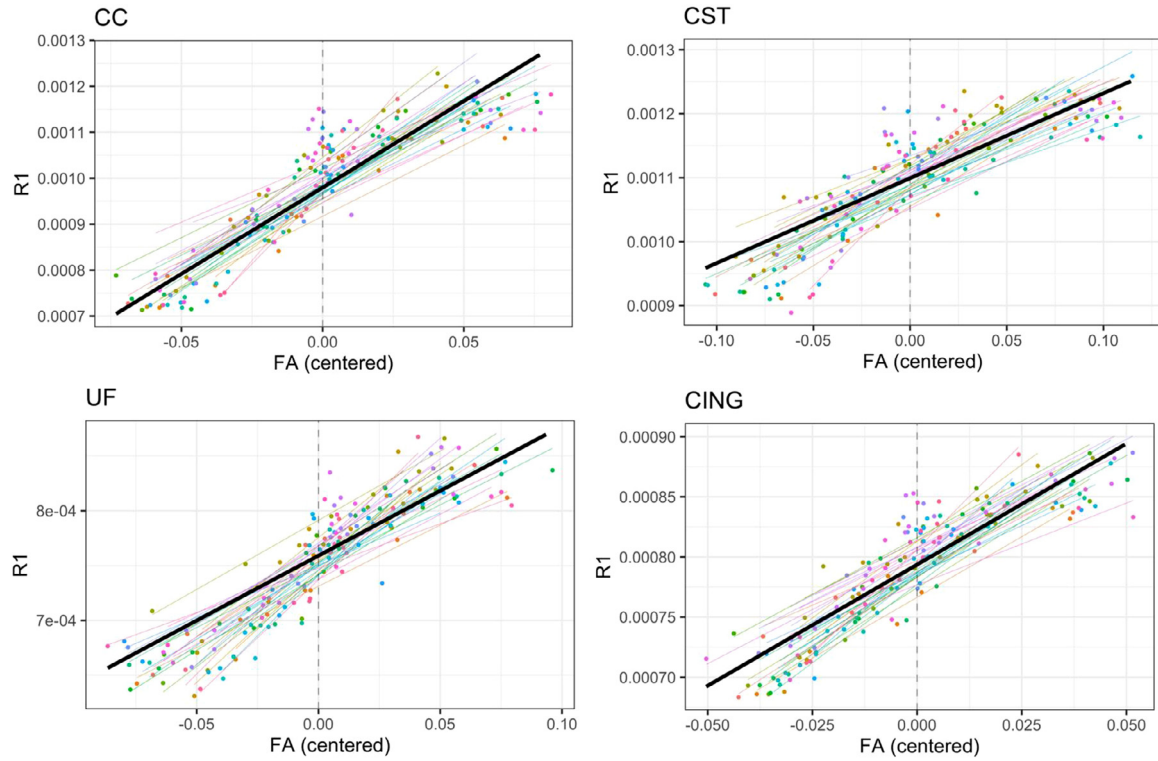 CC
0.0013
0.0012
0.0011
0.0010
0.0009
0.0008
0.0007
R1
-0.05
0.00
0.05
FA (centered)
CST
0.0013
0.0012
0.0011
0.0010
0.0009
R1
-0.10
-0.05
0.00
0.05
0.10
FA (centered)
UF
8e-04
7e-04
R1
-0.05
0.00
0.05
0.10
FA (centered)
CING
0.00090
0.00085
0.00080
0.00075
0.00070
R1
-0.050
-0.025
0.000
0.025
0.050
FA (centered)